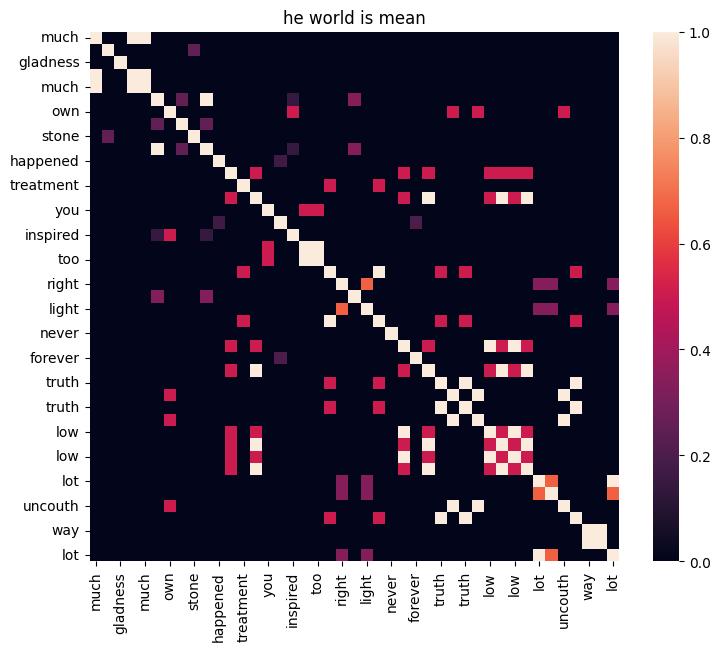 he world is mean
much
gladness
much
own
stone
happened
treatment
you
inspired
too
right
light
never
forever
truth
truth
low
low
lot
uncouth
way
lot
1.0
0.8
0.6
0.4
0.2
0.0
much
gladness
much
own
stone
happened
treatment
you
inspired
too
right
light
never
forever
truth
truth
low
low
lot
uncouth
way
lot